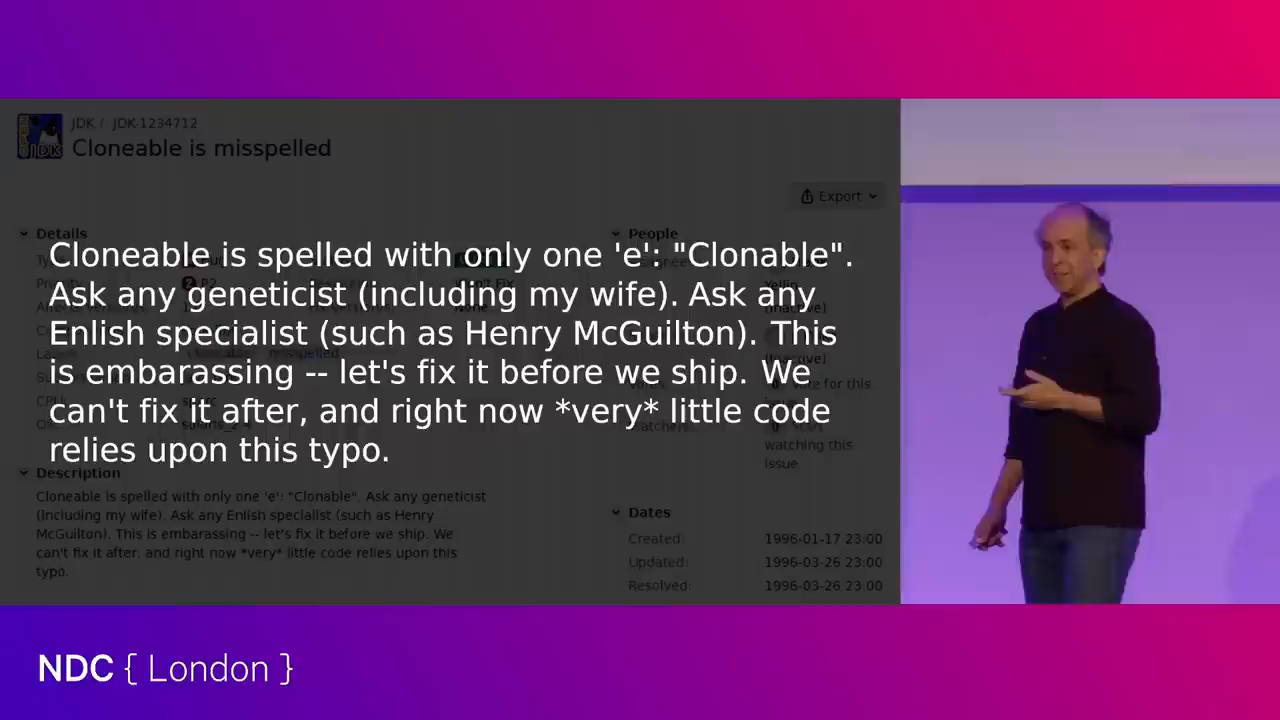 JDK / JDK-1234712
Cloneable is misspelled
Export
Details
People
Cloneable is spelled with only one 'e': "Clonable".
Ask any geneticist (including my wife). Ask any
Enlish specialist (such as Henry McGuilton). This
is embarassing -- let's fix it before we ship. We
can't fix it after, and right now *very* little code
relies upon this typo.
watching this
issue
Description
Cloneable is spelled with only one 'e': "Clonable". Ask any geneticist
(including my wife). Ask any Enlish specialist (such as Henry
McGuilton). This is embarassing -- let's fix it before we ship. We
can't fix it after, and right now *very* little code relies upon this
typo.
Dates
Created: 1996-01-17 23:00
Updated: 1996-03-26 23:00
Resolved: 1996-03-26 23:00
NDC { London }